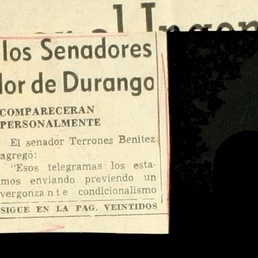 los Senadores
lor de Durango
COMPARECERAN
PERSONALMENTE
El senador Terrones Benítez
agregó:
"Esos telegramas los esta-
mos enviando previendo un
vergonzante condicionalismo
SIGUE EN LA PAG. VEINTIDOS